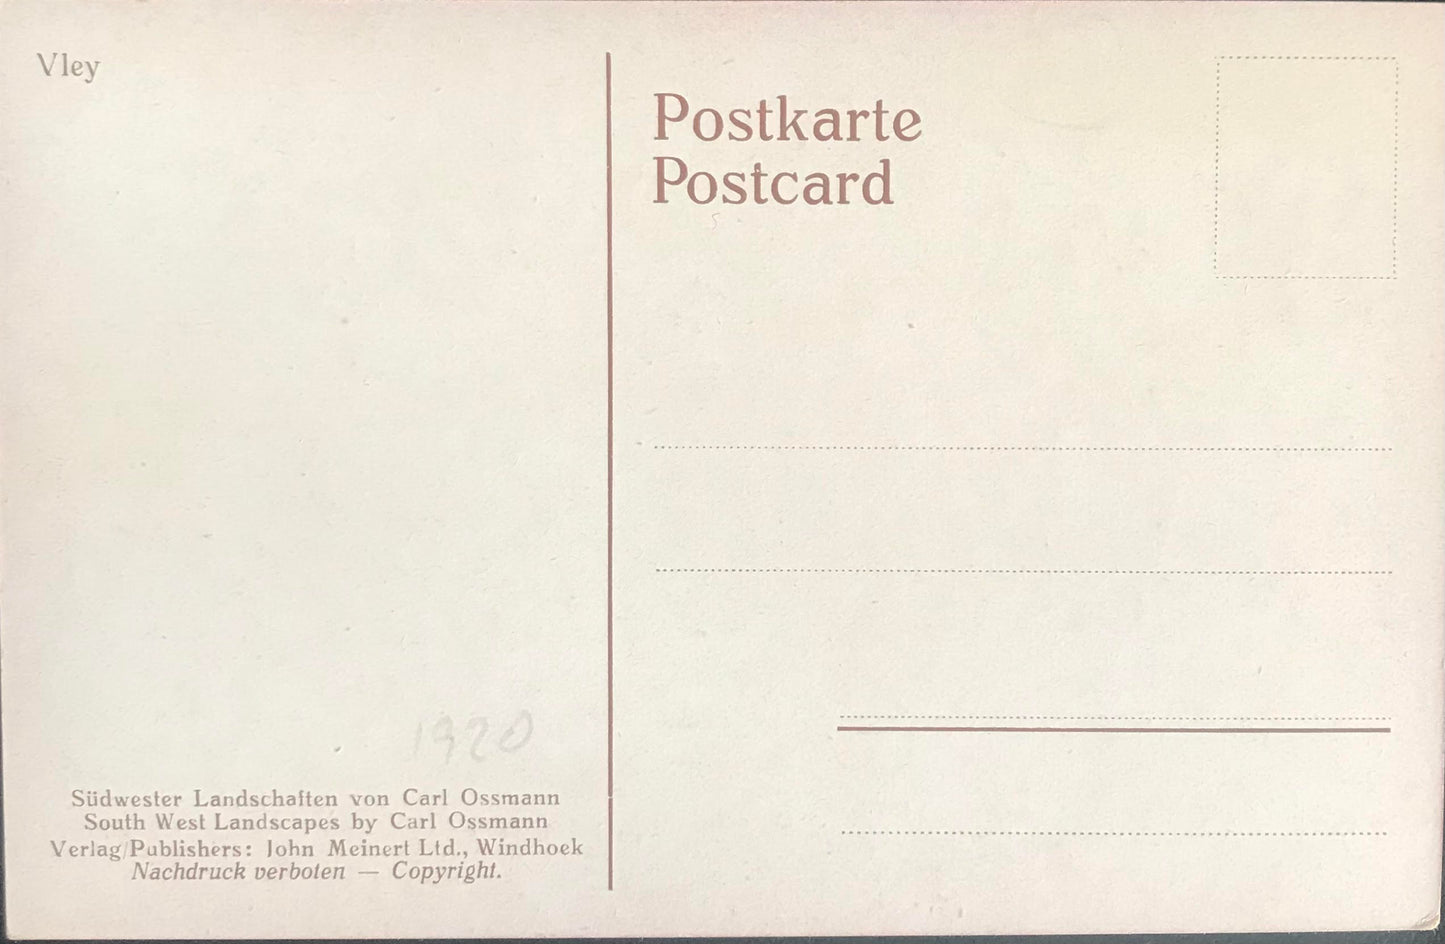 Vley
Postkarte
Postcard
1920
Südwester Landschaften von Carl Ossmann
South West Landscapes by Carl Ossmann
Verlag/Publishers: John Meinert Ltd., Windhoek
Nachdruck verboten — Copyright.